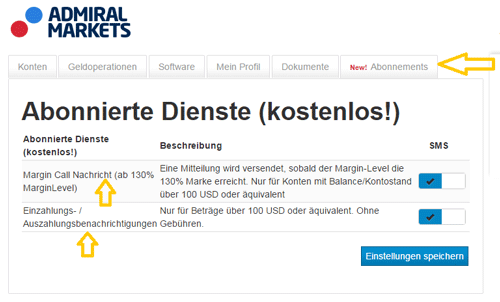 ADMIRAL
MARKETS
Konten
Geldoperationen
Software
Mein Profil
Dokumente
New! Abonnements
Abonnierte Dienste (kostenlos!)
Abonnierte Dienste
(kostenlos!)
Beschreibung
SMS
Margin Call Nachricht (ab 130%
MarginLevel)
Eine Mitteilung wird versendet, sobald der Margin-Level die
130% Marke erreicht. Nur für Konten mit Balance/Kontostand
über 100 USD oder äquivalent
Einzahlungs- /
Auszahlungsbenachrichtigungen
Nur für Beträge über 100 USD oder äquivalent. Ohne
Gebühren.
Einstellungen speichern